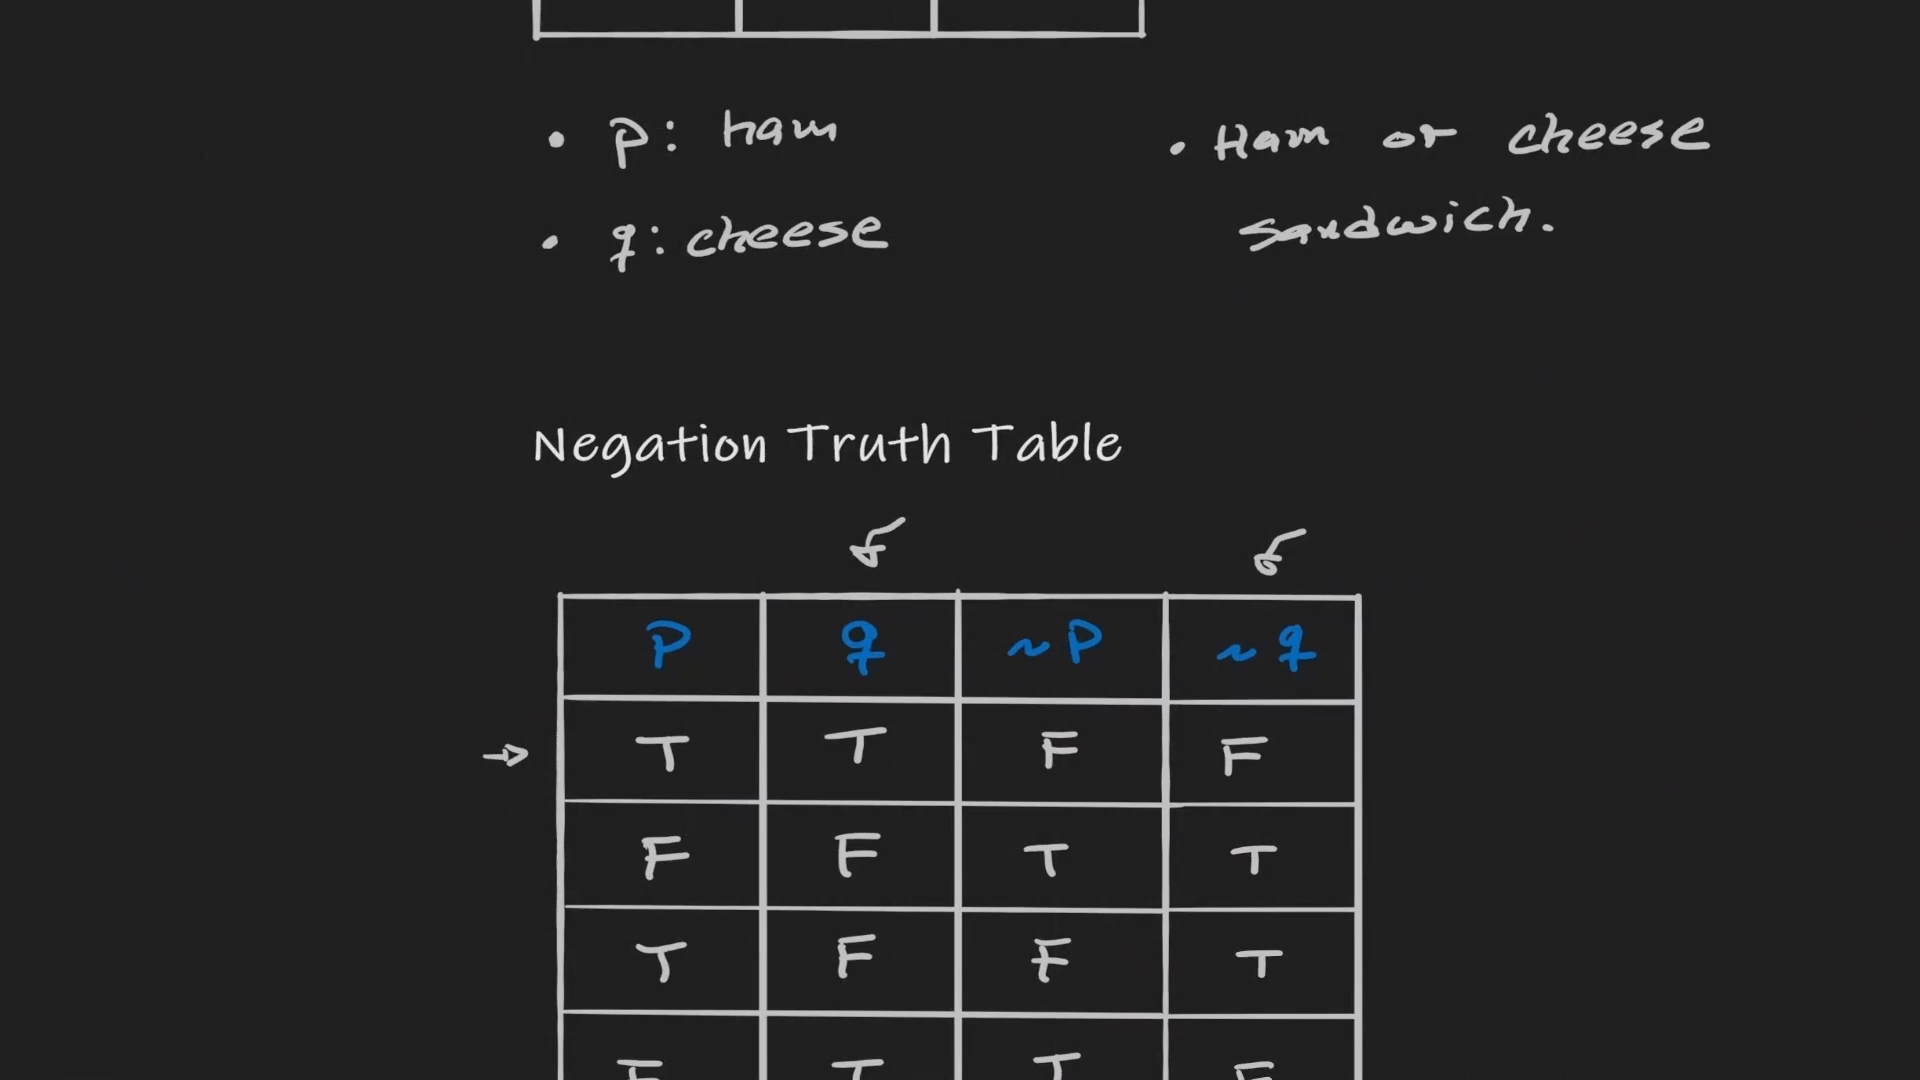 • p: ham
• Ham or cheese
• q: cheese
sandwich.
Negation Truth Table
P q ~P ~q
T T F F
F F T T
T F F T
F T T F